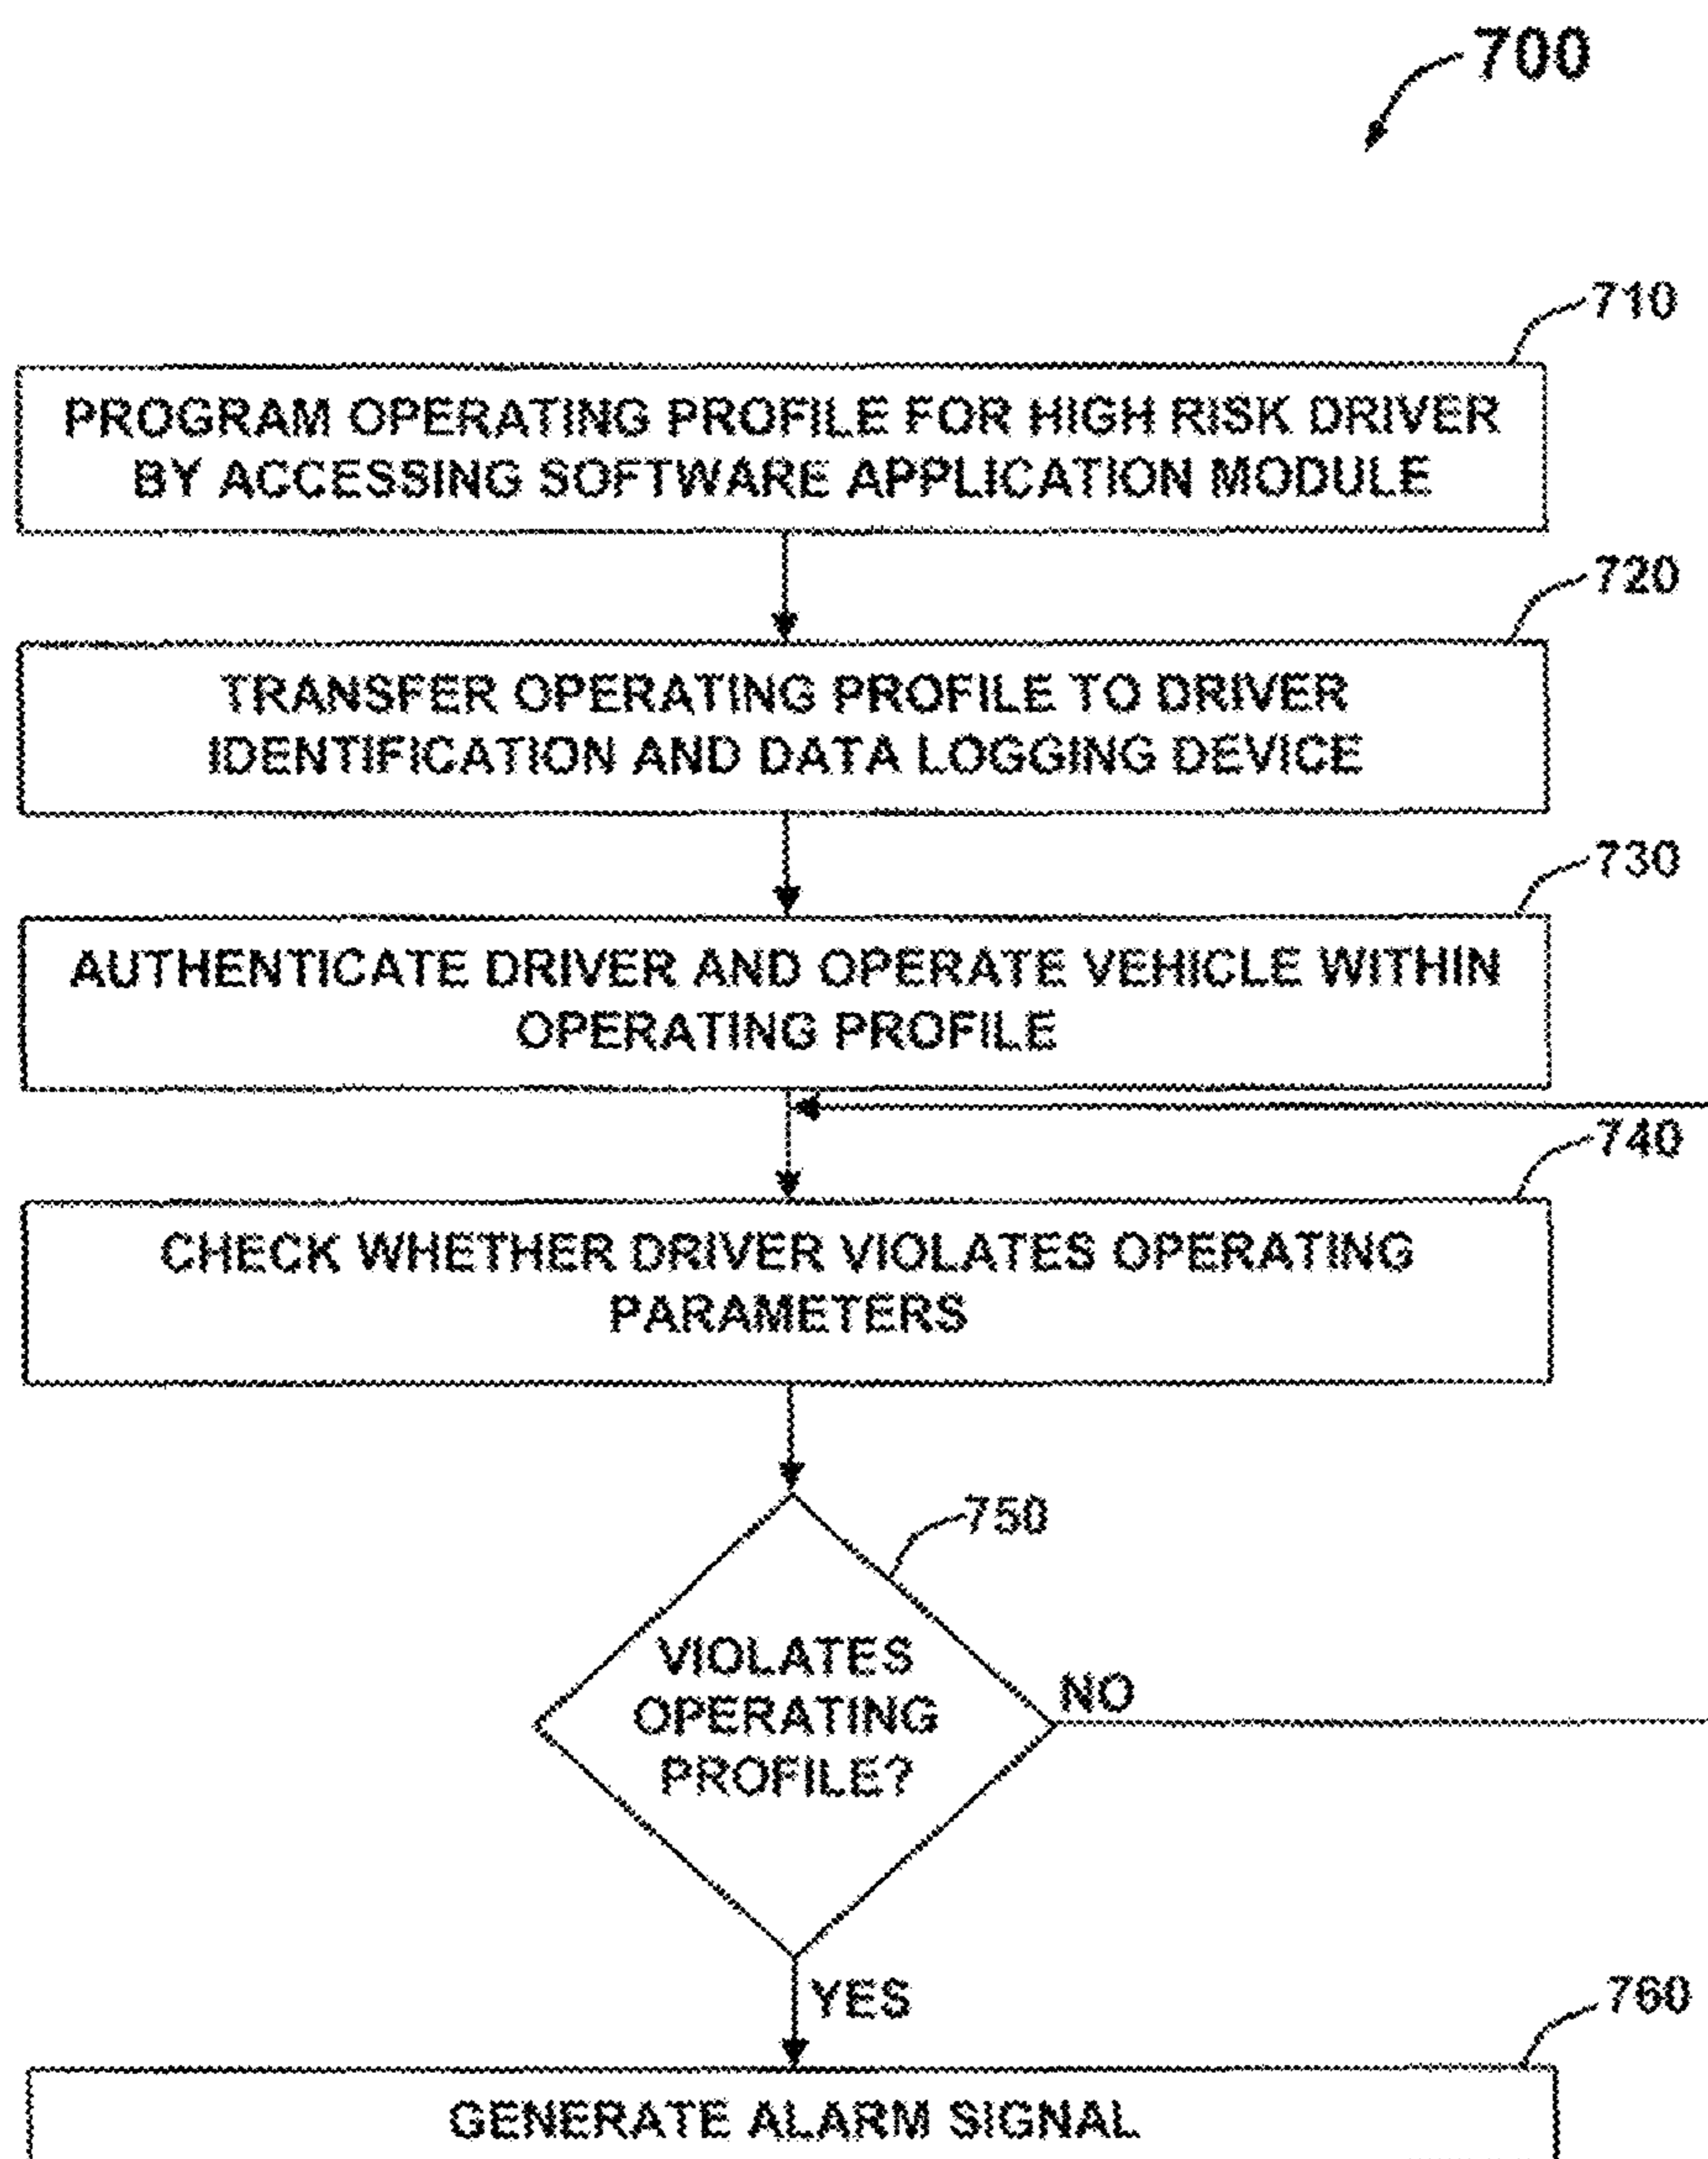 700
710
PROGRAM OPERATING PROFILE FOR HIGH RISK DRIVER
BY ACCESSING SOFTWARE APPLICATION MODULE
720
TRANSFER OPERATING PROFILE TO DRIVER
IDENTIFICATION AND DATA LOGGING DEVICE
730
AUTHENTICATE DRIVER AND OPERATE VEHICLE WITHIN
OPERATING PROFILE
740
CHECK WHETHER DRIVER VIOLATES OPERATING
PARAMETERS
750
VIOLATES
OPERATING
PROFILE?
NO
YES
760
GENERATE ALARM SIGNAL